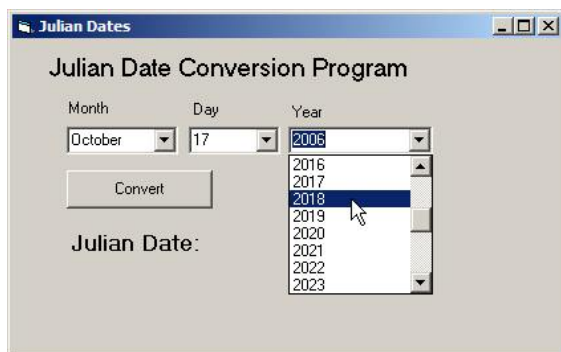 Julian Dates
Julian Date Conversion Program
Month Day Year
October 17 2006
2016
2017
2018
2019
2020
2021
2022
2023
Convert
Julian Date: